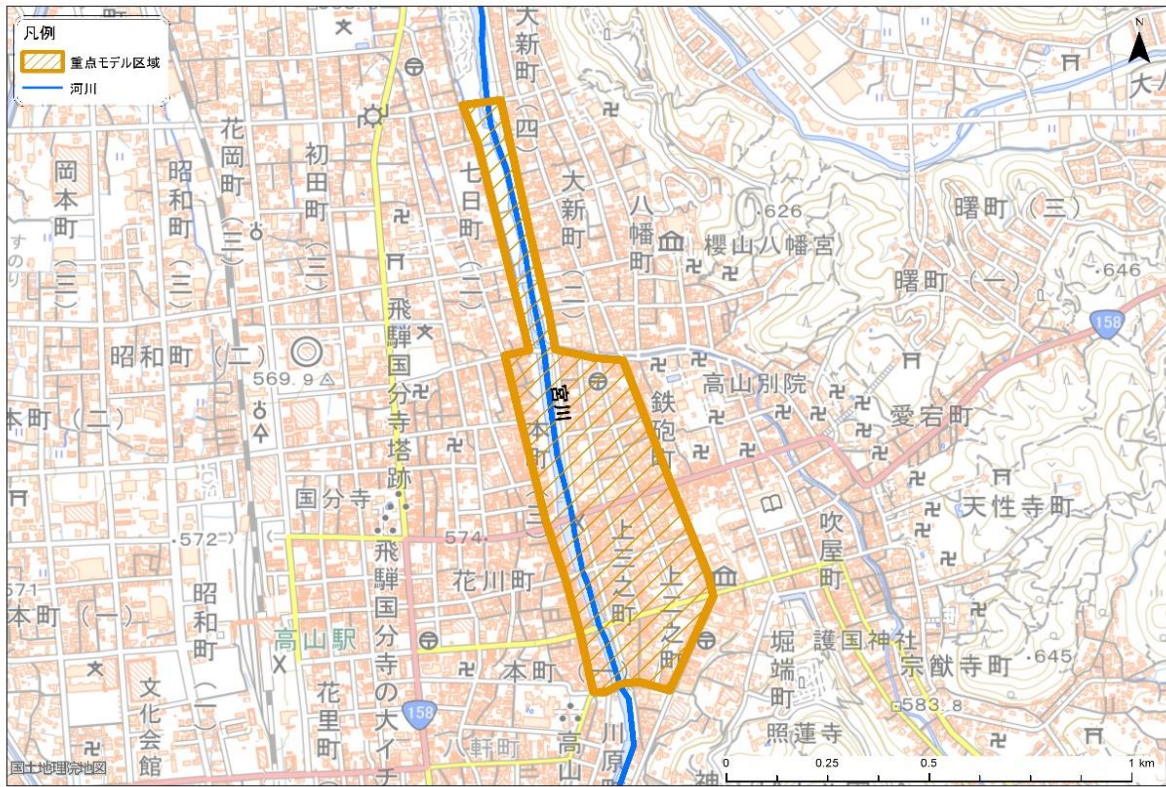 凡例
重点モデル区域
河川
N
大新町(四)
花岡町(三)
初田町(三)
岡本町(三)
昭和町(三)
七日町(三)
大新町(二)
八幡町
・626
櫻山八幡宮
曙町(三)
曙町(一)
・646
158
昭和町(二)
569.9
飛騨国分寺塔跡
宮川
本町(三)
鉄砲町
高山別院
愛宕町
本町(二)
国分寺
・572
574
天性寺町
吹屋町
上三之町
上二之町
571
本町(一)
昭和町(一)
高山駅
花川町
飛騨国分寺の大イチ
本町
堀端町
護国神社
宗猷寺町
・645
583.8
文化会館
花里町
158
八軒町
高山
川原町
照蓮寺
神
国土地理院地図
0
0.25
0.5
1 km